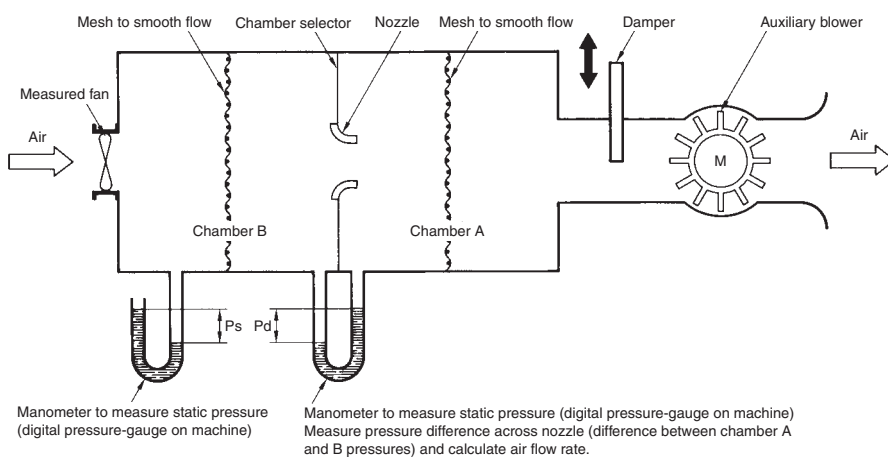 Mesh to smooth flow
Chamber selector
Nozzle
Mesh to smooth flow
Damper
Auxiliary blower
Measured fan
Air
M
Air
Chamber B
Chamber A
Ps
Pd
Manometer to measure static pressure
(digital pressure-gauge on machine)
Manometer to measure static pressure (digital pressure-gauge on machine)
Measure pressure difference across nozzle (difference between chamber A
and B pressures) and calculate air flow rate.